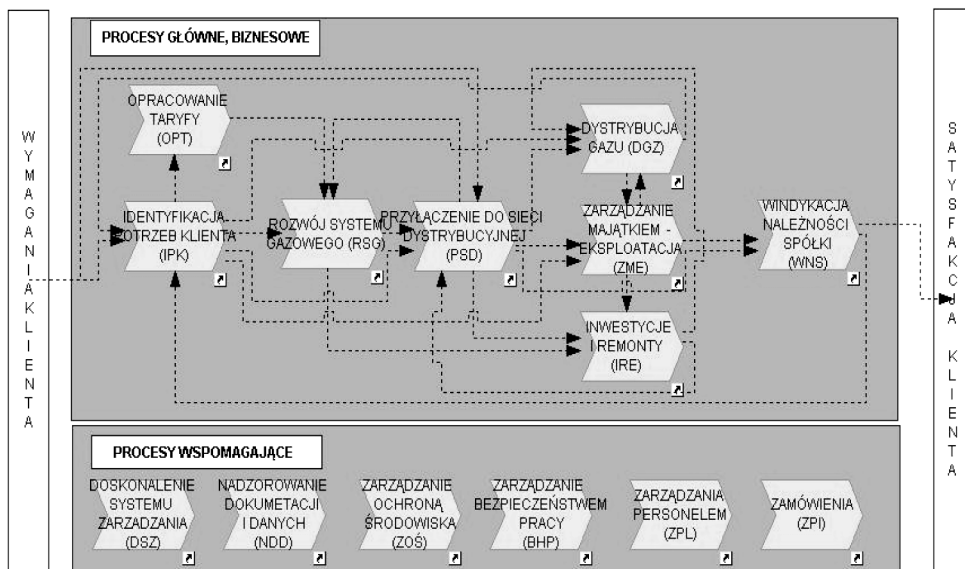 WYMAGANIA KLIENTA
PROCESY GŁÓWNE, BIZNESOWE
OPRACOWANIE
TARYFY
(OPT)
IDENTYFIKACJA
POTRZEB KLIENTA
(IPK)
ROZWÓJ SYSTEMU
GAZOWEGO (RSG)
PRZYŁĄCZENIE DO SIECI
DYSTRYBUCYJNEJ
(PSD)
DYSTRYBUCJA
GAZU (DGZ)
ZARZĄDZANIE
MAJĄTKIEM -
EKSPLOATACJA
(ZME)
INWESTYCJE
I REMONTY
(IRE)
WINDYKACJA
NALEŻNOŚCI
SPÓŁKI
(WNS)
SATYSFAKCJA KLIENTA
PROCESY WSPOMAGAJĄCE
DOSKONALENIE
SYSTEMU
ZARZADZANIA
(DSZ)
NADZOROWANIE
DOKUMETACJI
I DANYCH
(NDD)
ZARZĄDZANIE
OCHRONĄ
ŚRODOWISKA
(ZOŚ)
ZARZĄDZANIE
BEZPIECZEŃSTWEM
PRACY
(BHP)
ZARZĄDZANIA
PERSONELEM
(ZPL)
ZAMÓWIENIA
(ZPI)